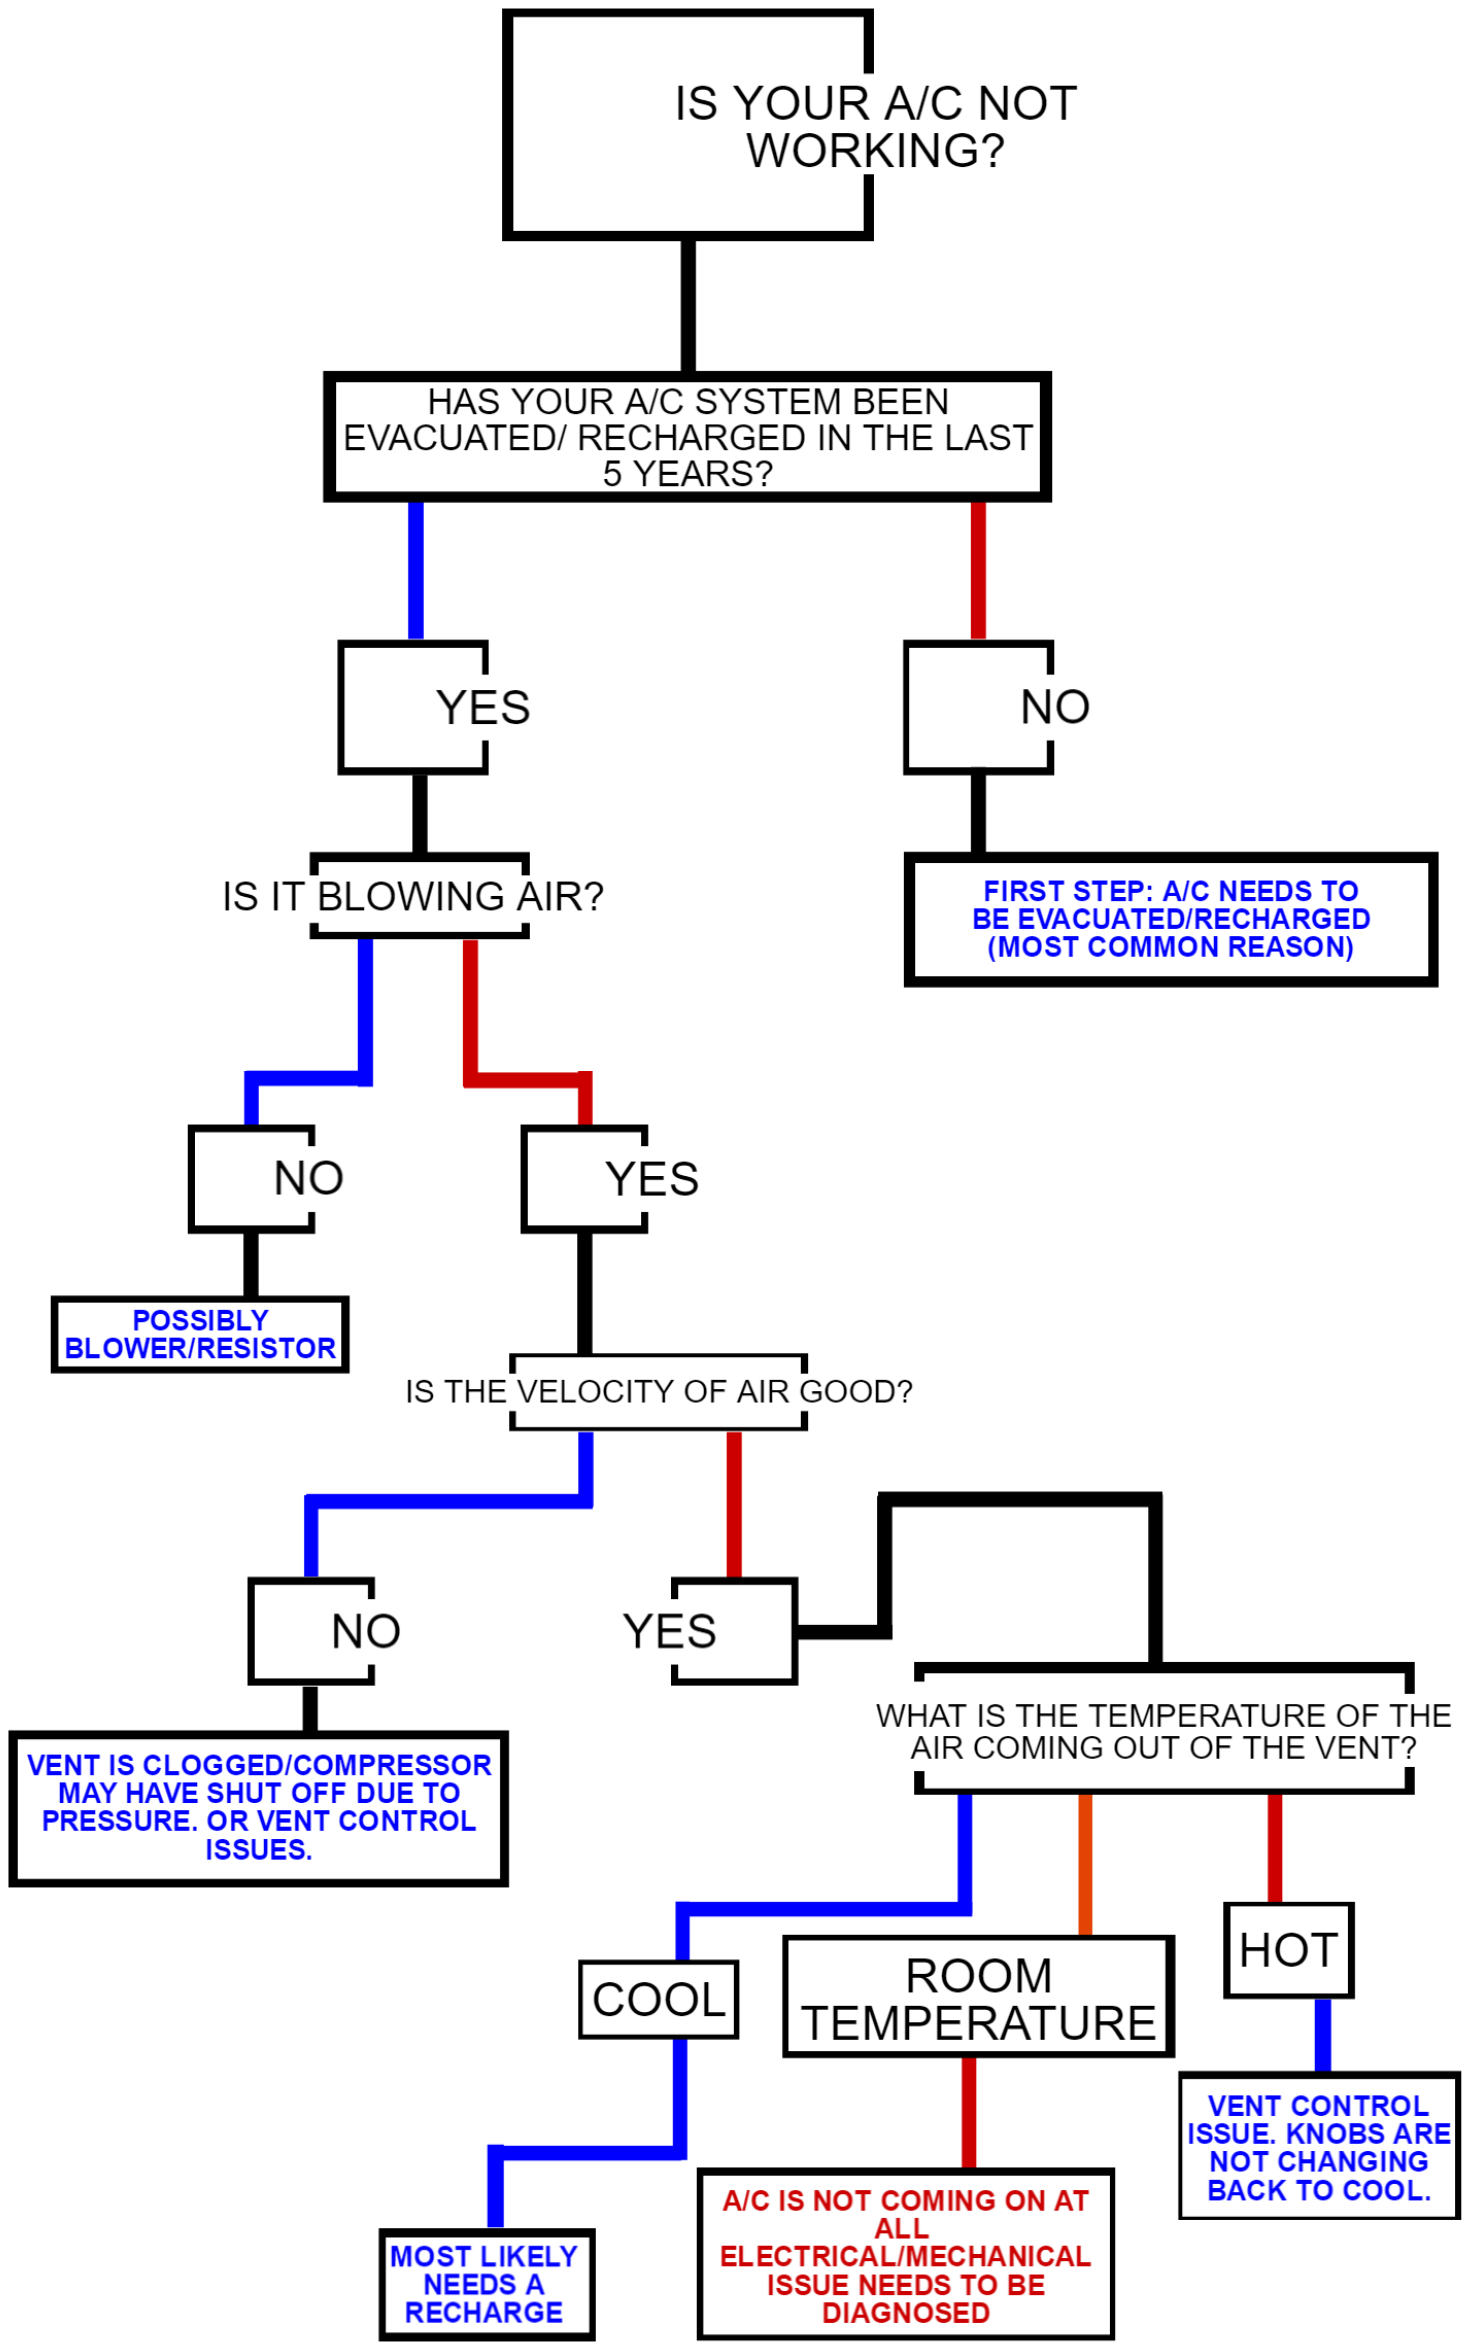 IS YOUR A/C NOT
WORKING?
HAS YOUR A/C SYSTEM BEEN
EVACUATED/ RECHARGED IN THE LAST
5 YEARS?
YES
NO
IS IT BLOWING AIR?
FIRST STEP: A/C NEEDS TO
BE EVACUATED/RECHARGED
(MOST COMMON REASON)
NO
YES
POSSIBLY
BLOWER/RESISTOR
IS THE VELOCITY OF AIR GOOD?
NO
YES
VENT IS CLOGGED/COMPRESSOR
MAY HAVE SHUT OFF DUE TO
PRESSURE. OR VENT CONTROL
ISSUES.
WHAT IS THE TEMPERATURE OF THE
AIR COMING OUT OF THE VENT?
COOL
ROOM
TEMPERATURE
HOT
MOST LIKELY
NEEDS A
RECHARGE
A/C IS NOT COMING ON AT
ALL
ELECTRICAL/MECHANICAL
ISSUE NEEDS TO BE
DIAGNOSED
VENT CONTROL
ISSUE. KNOBS ARE
NOT CHANGING
BACK TO COOL.